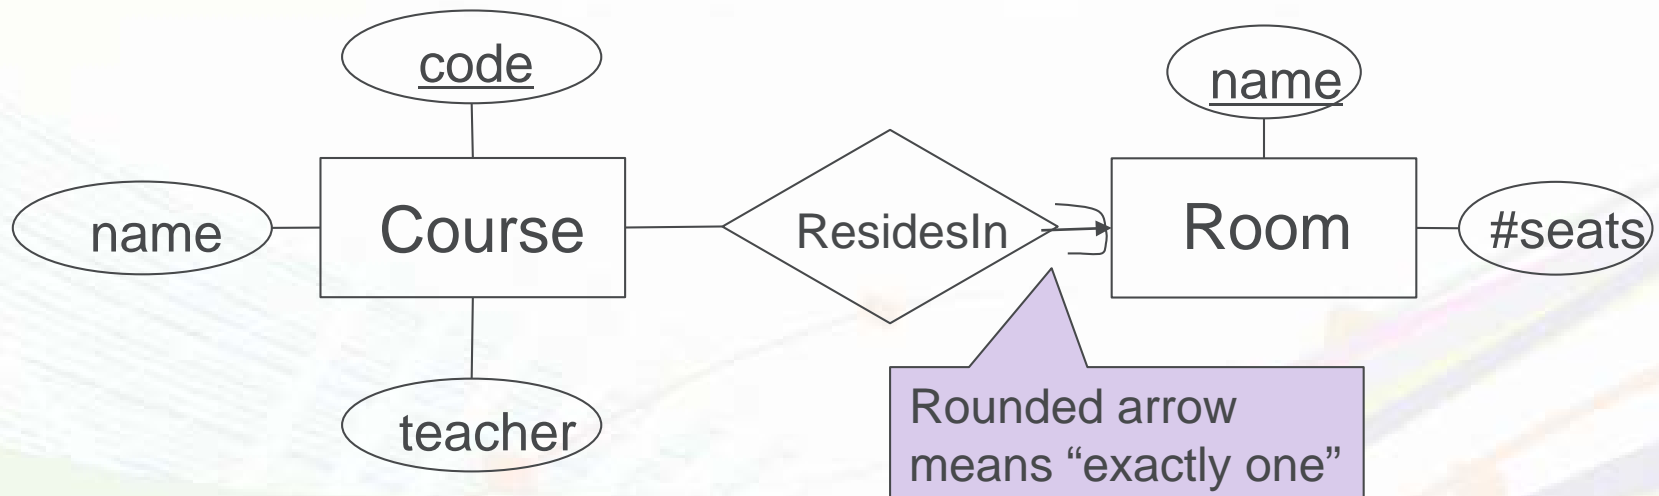 code
name
name
Course
ResidesIn
Room
#seats
teacher
Rounded arrow
means “exactly one”